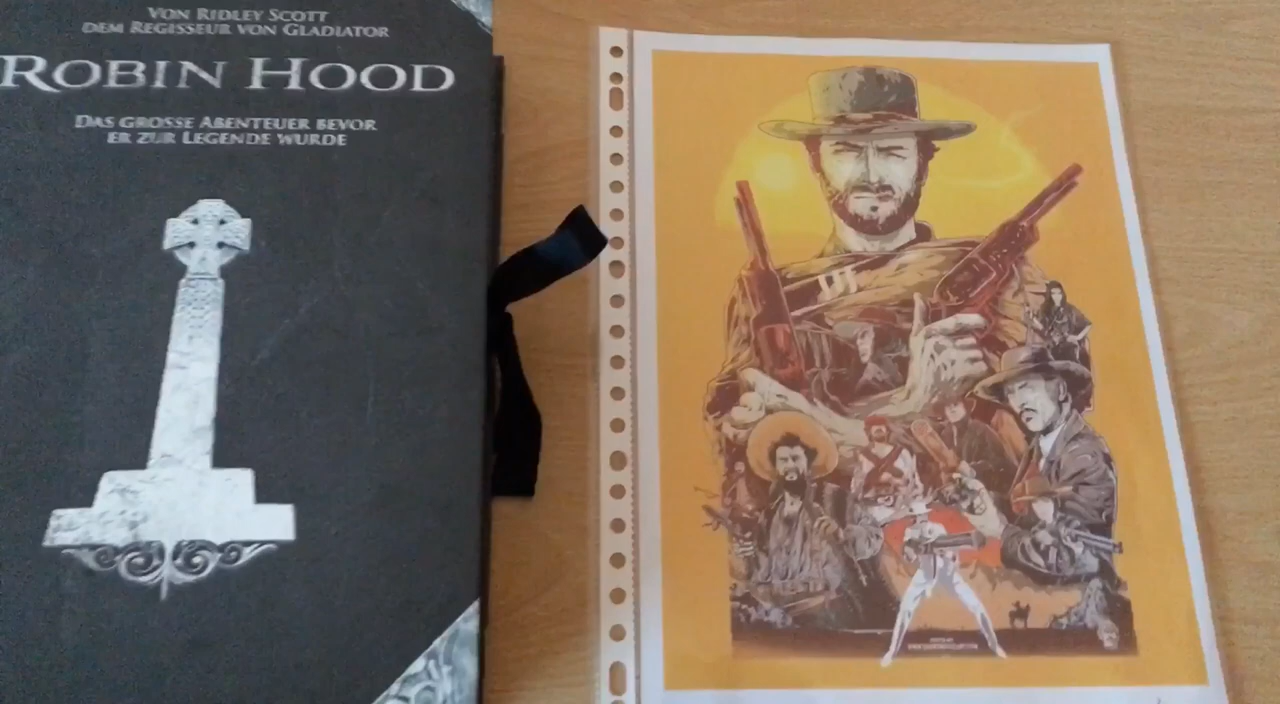 VON RIDLEY SCOTT
DEM REGISSEUR VON GLADIATOR
ROBIN HOOD
DAS GROSSE ABENTEUER BEVOR
ER ZUR LEGENDE WURDE